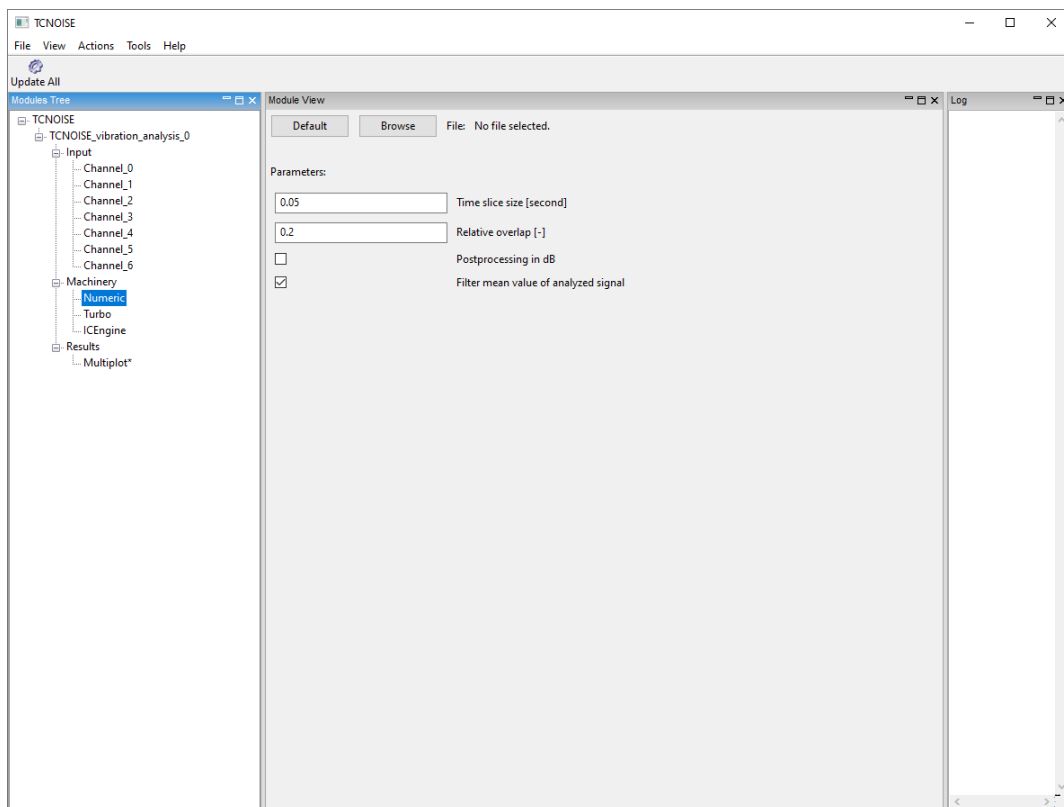 TCNOISE
File View Actions Tools Help
Update All
Modules Tree
TCNOISE
TCNOISE_vibration_analysis_0
Input
Channel_0
Channel_1
Channel_2
Channel_3
Channel_4
Channel_5
Channel_6
Machinery
Numeric
Turbo
ICEngine
Results
Multiplot*
Module View
Default Browse File: No file selected.
Parameters:
0.05 Time slice size [second]
0.2 Relative overlap [-]
Postprocessing in dB
Filter mean value of analyzed signal
Log